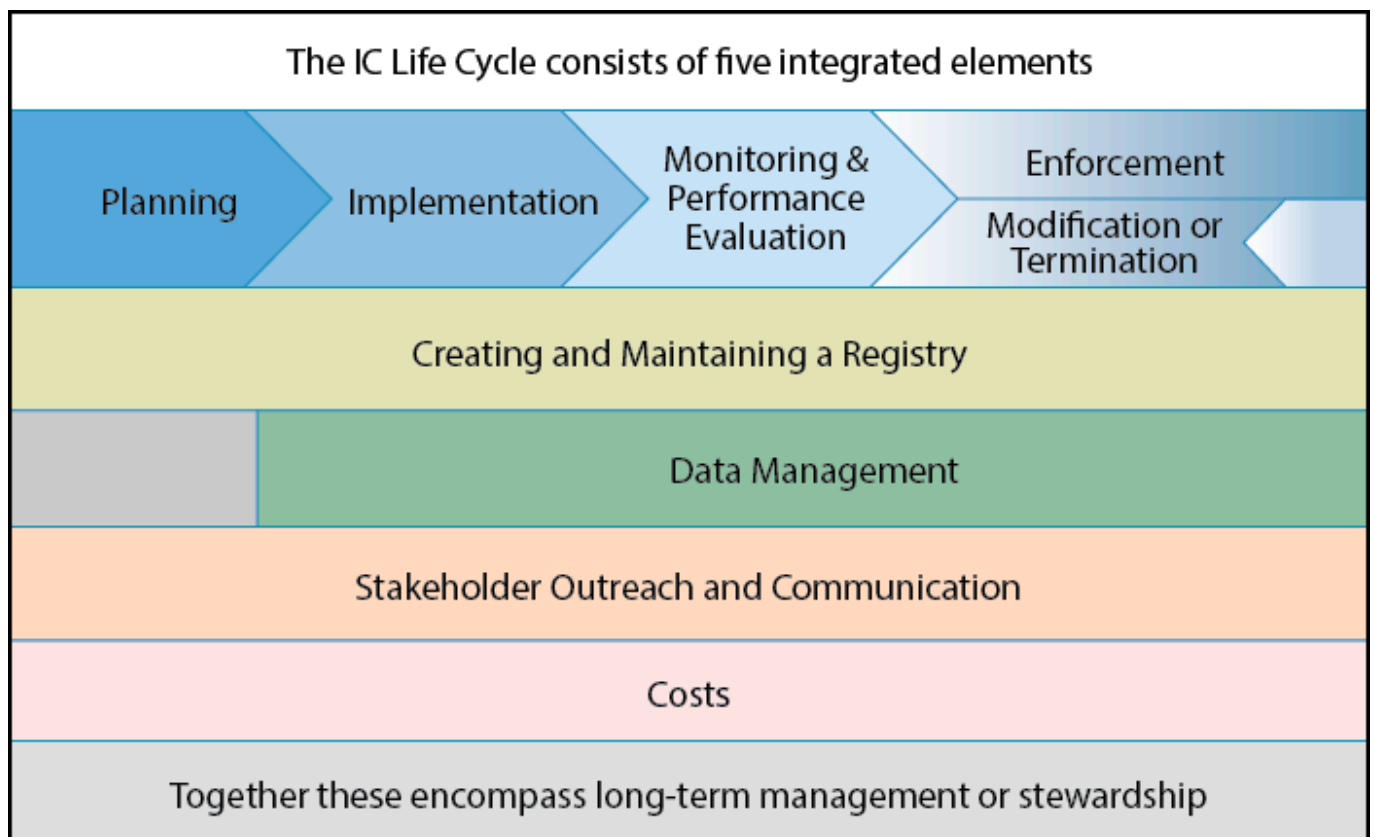 The IC Life Cycle consists of five integrated elements
Planning
Implementation
Monitoring &
Performance
Evaluation
Enforcement
Modification or
Termination
Creating and Maintaining a Registry
Data Management
Stakeholder Outreach and Communication
Costs
Together these encompass long-term management or stewardship